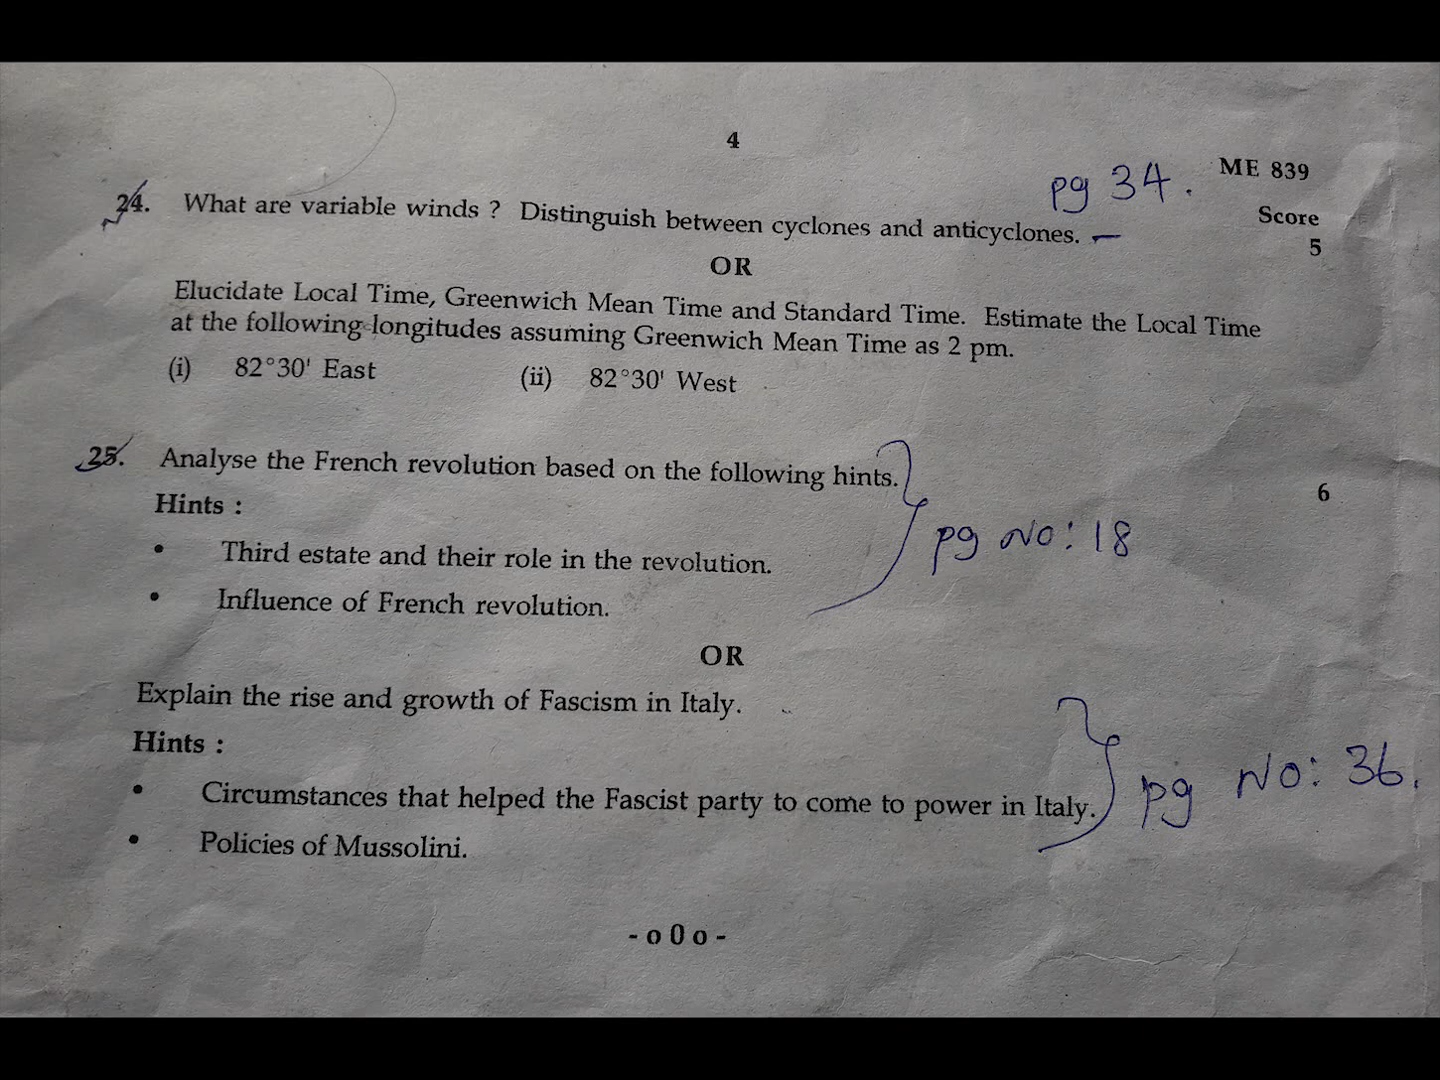 4
ME 839
pg 34.
Score
24. What are variable winds ? Distinguish between cyclones and anticyclones. —
5
OR
Elucidate Local Time, Greenwich Mean Time and Standard Time. Estimate the Local Time
at the following longitudes assuming Greenwich Mean Time as 2 pm.
(i) 82°30' East (ii) 82°30' West
25. Analyse the French revolution based on the following hints.
6
Hints :
pg No: 18
• Third estate and their role in the revolution.
• Influence of French revolution.
OR
Explain the rise and growth of Fascism in Italy.
Hints :
pg No: 36.
• Circumstances that helped the Fascist party to come to power in Italy.
• Policies of Mussolini.
- o 0 o -